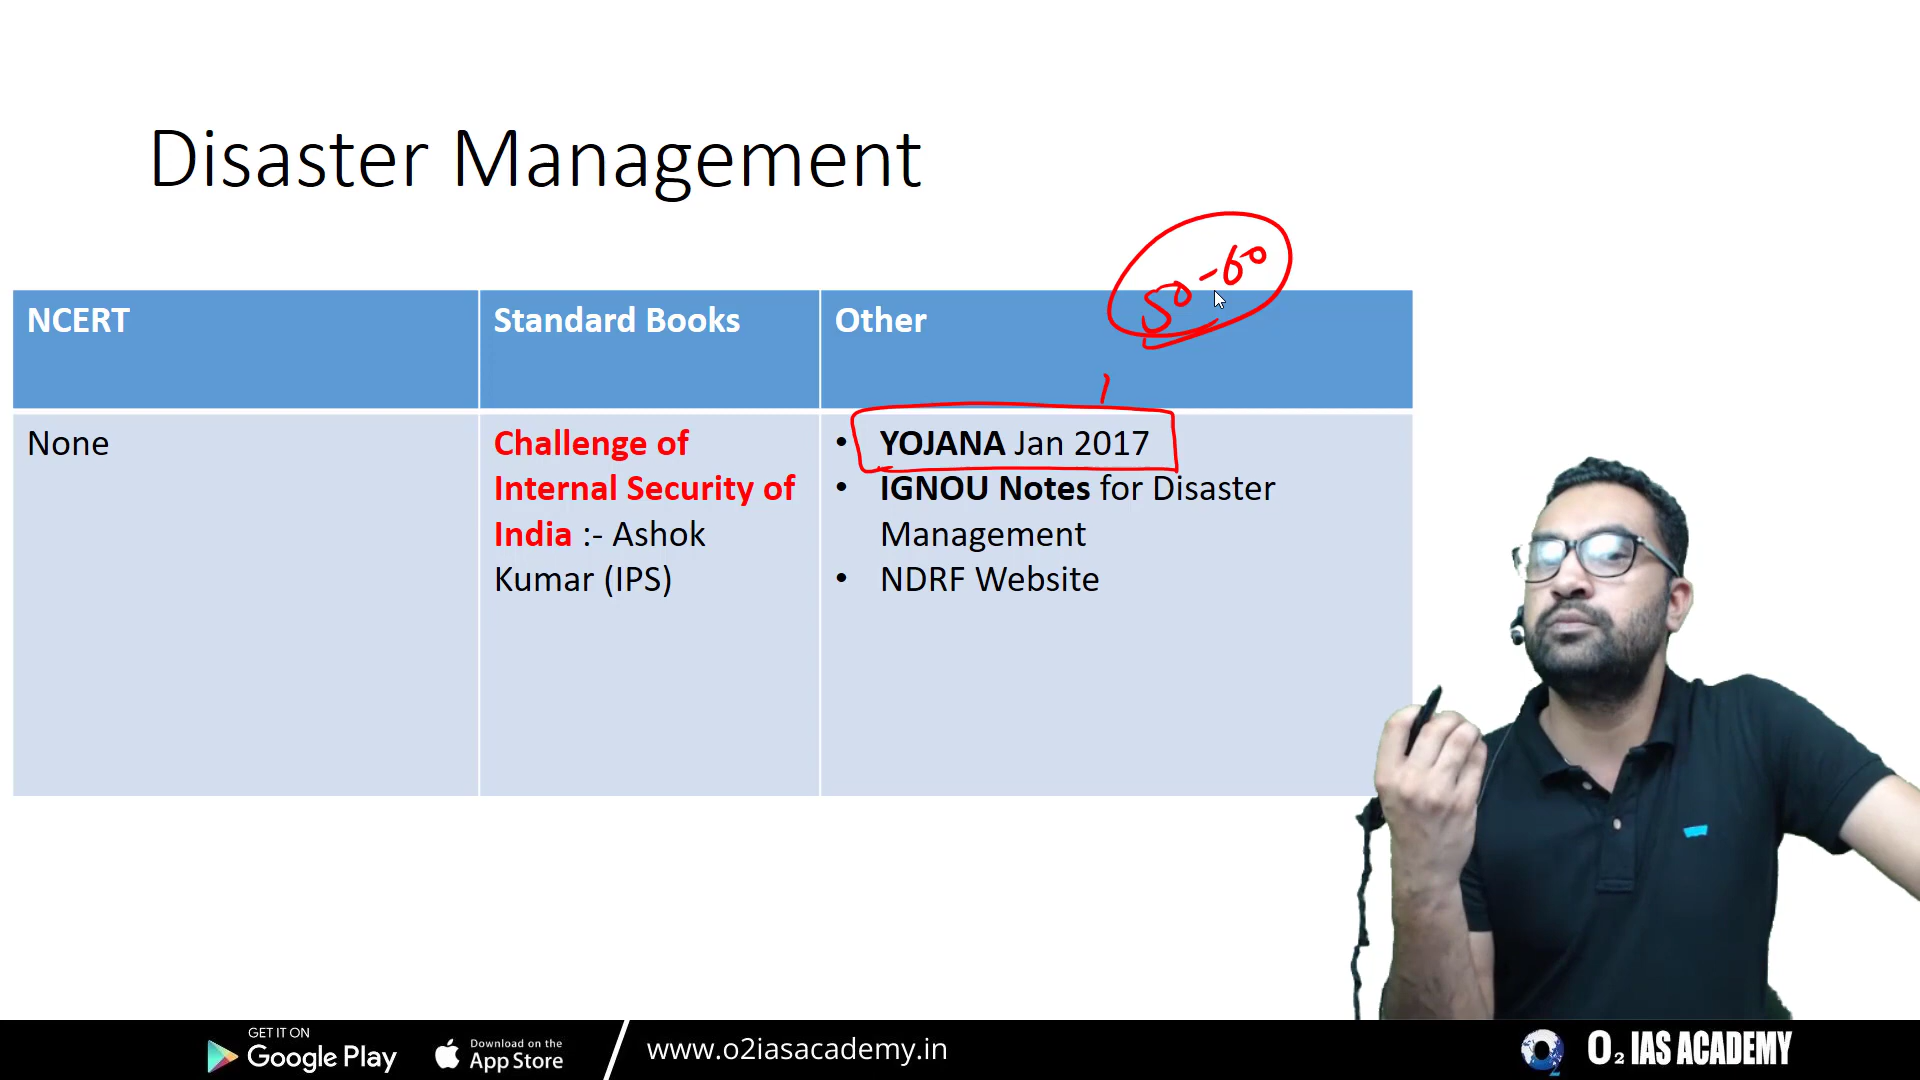 Disaster Management
50-60
NCERT
Standard Books
Other
None
Challenge of
Internal Security of
India :- Ashok
Kumar (IPS)
• YOJANA Jan 2017
• IGNOU Notes for Disaster
Management
• NDRF Website
GET IT ON
Google Play
Download on the
App Store
www.o2iasacademy.in
O2 IAS ACADEMY